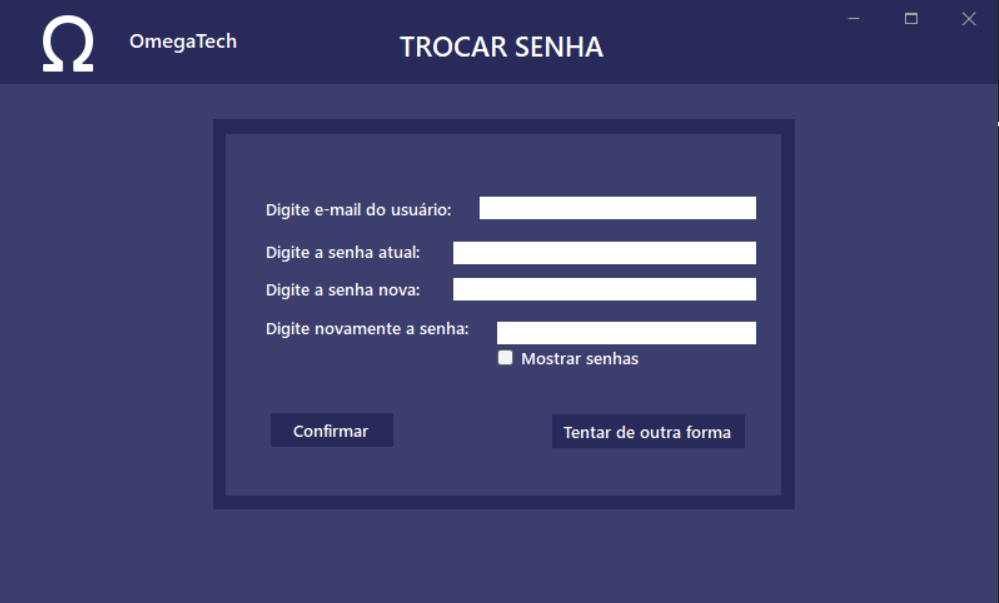 Ω
OmegaTech
TROCAR SENHA
Digite e-mail do usuário:
Digite a senha atual:
Digite a senha nova:
Digite novamente a senha:
Mostrar senhas
Confirmar
Tentar de outra forma